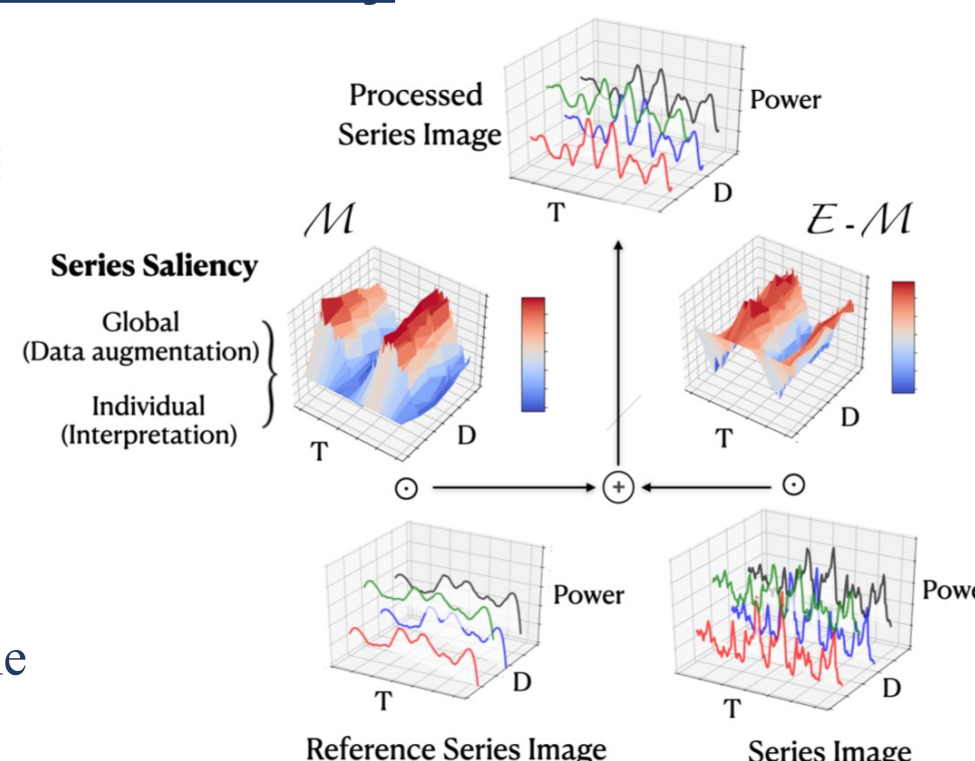 Processed
Series Image
Power
D
T
M
E - M
Series Saliency
Global
(Data augmentation)
Individual
(Interpretation)
T
D
T
D
Power
D
T
D
T
Reference Series Image
Series Image